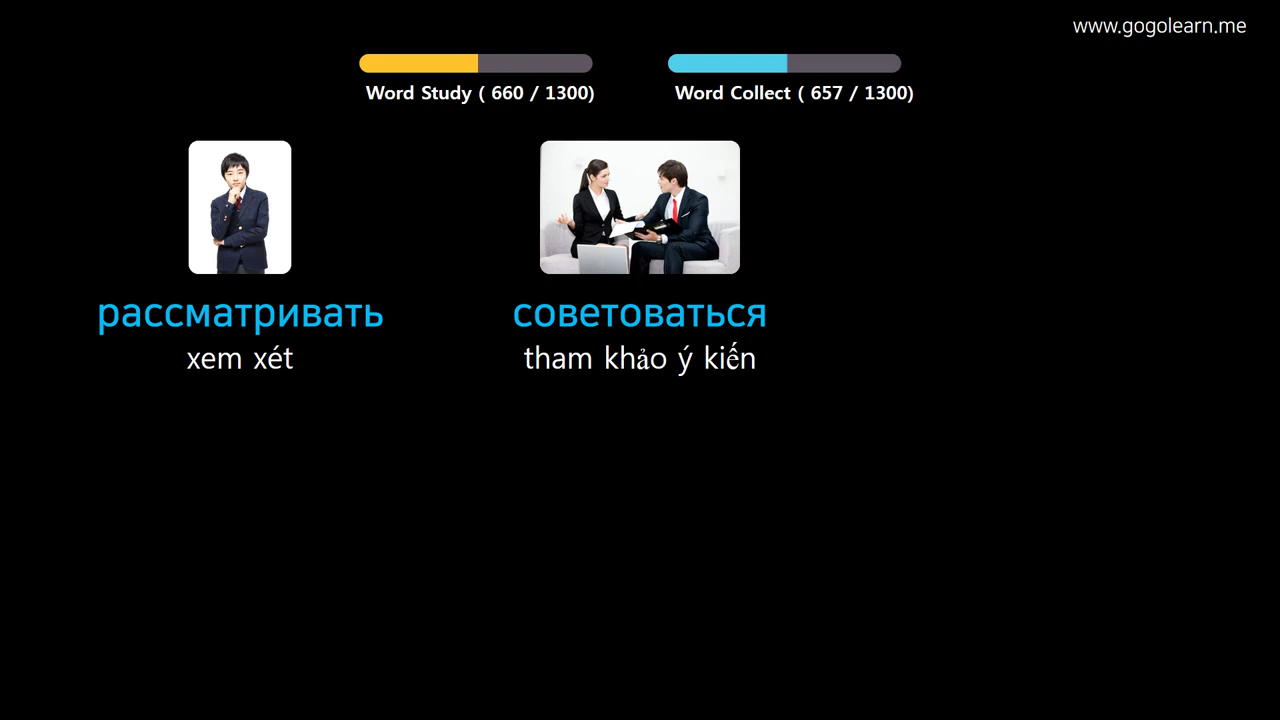 www.gogolearn.me
Word Study ( 660 / 1300)
Word Collect ( 657 / 1300)
рассматривать
xem xét
советоваться
tham khảo ý kiến